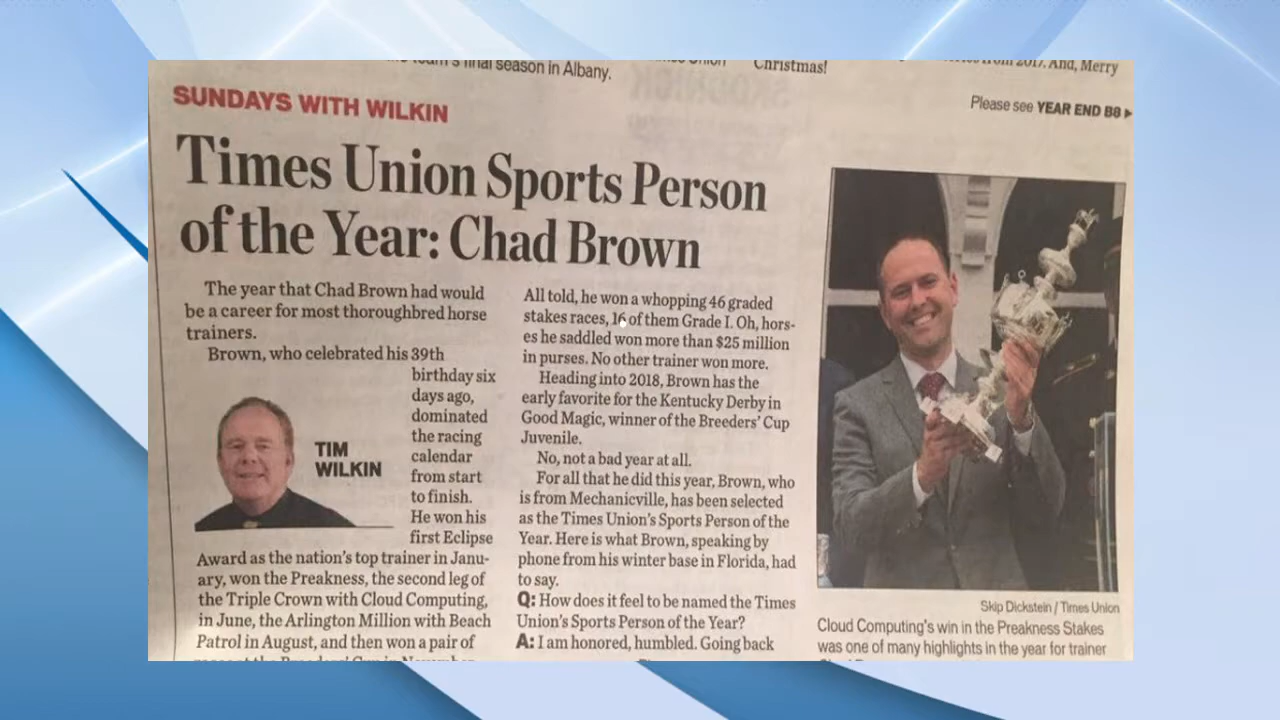 team's final season in Albany.
Union
Christmas!
from 2017. And, Merry
Please see YEAR END B8
SUNDAYS WITH WILKIN
Times Union Sports Person
of the Year: Chad Brown
The year that Chad Brown had would
be a career for most thoroughbred horse
trainers.
Brown, who celebrated his 39th
birthday six
days ago,
dominated
the racing
calendar
from start
to finish.
He won his
first Eclipse
TIM
WILKIN
Award as the nation's top trainer in Janu-
ary, won the Preakness, the second leg of
the Triple Crown with Cloud Computing,
in June, the Arlington Million with Beach
Patrol in August, and then won a pair of
All told, he won a whopping 46 graded
stakes races, 16 of them Grade I. Oh, hors-
es he saddled won more than $25 million
in purses. No other trainer won more.
Heading into 2018, Brown has the
early favorite for the Kentucky Derby in
Good Magic, winner of the Breeders' Cup
Juvenile.
No, not a bad year at all.
For all that he did this year, Brown, who
is from Mechanicville, has been selected
as the Times Union's Sports Person of the
Year. Here is what Brown, speaking by
phone from his winter base in Florida, had
to say.
Q: How does it feel to be named the Times
Union's Sports Person of the Year?
A: I am honored, humbled. Going back
Skip Dickstein / Times Union
Cloud Computing's win in the Preakness Stakes
was one of many highlights in the year for trainer